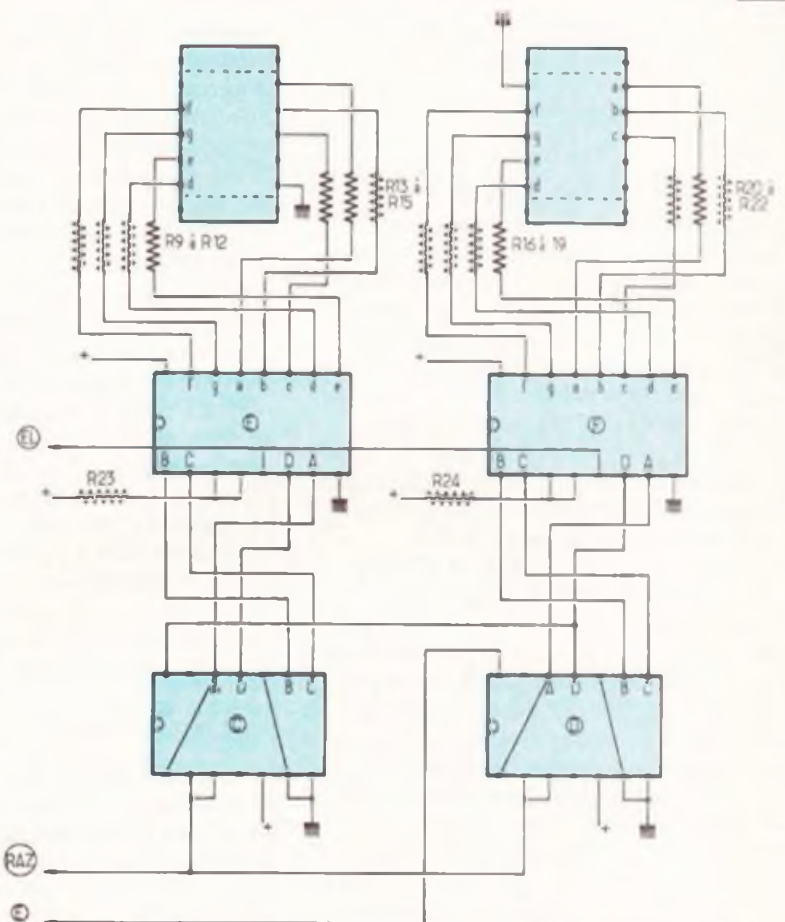 f
g
e
d
R9 à R12
R13 à
R15
f
g
e
d
a
b
c
R16 à 19
R20 à
R22
+
f g a b c d e
+
f g a b c d e
EL
B C D A
B C D A
+ R23
+ R24
D B C
A D B C
+
+
RAZ
E